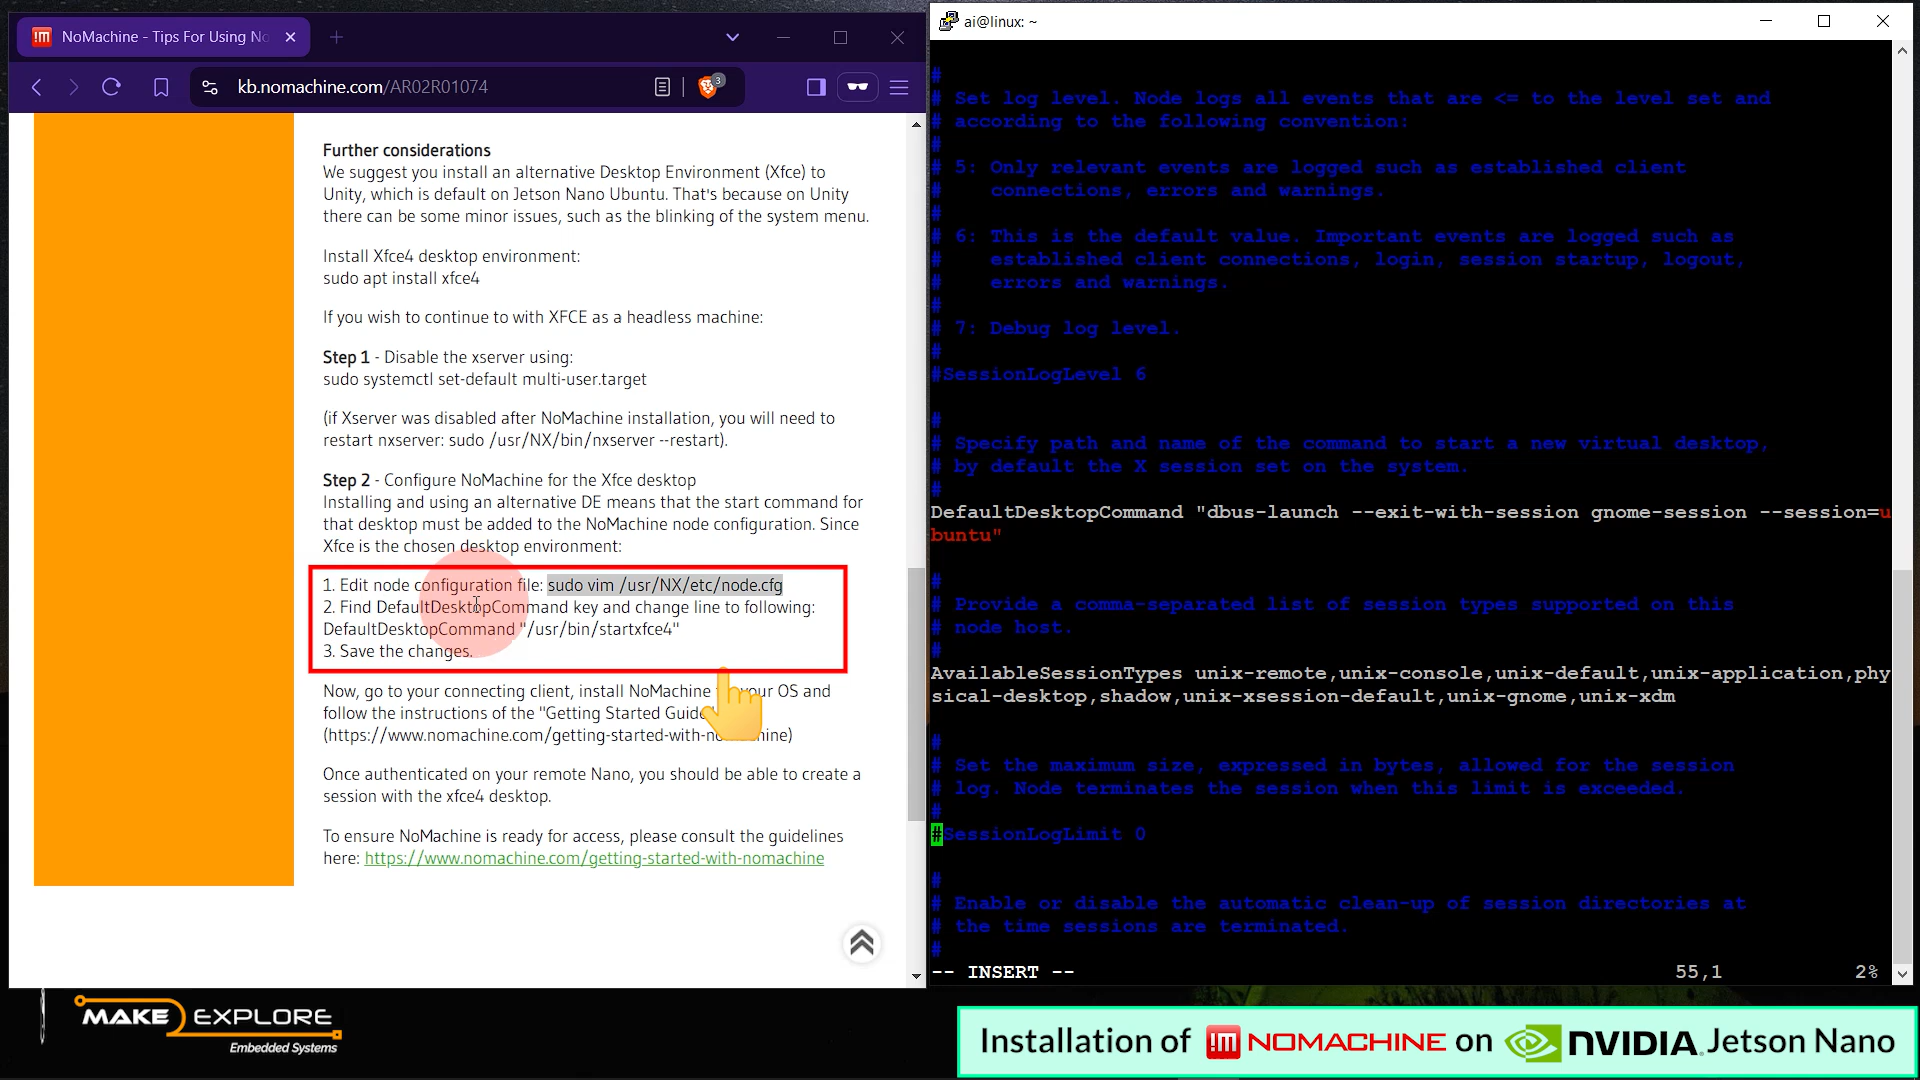 NoMachine - Tips For Using No
kb.nomachine.com/AR02R01074
3
Further considerations
We suggest you install an alternative Desktop Environment (Xfce) to
Unity, which is default on Jetson Nano Ubuntu. That's because on Unity
there can be some minor issues, such as the blinking of the system menu.
Install Xfce4 desktop environment:
sudo apt install xfce4
If you wish to continue to with XFCE as a headless machine:
Step 1 - Disable the xserver using:
sudo systemctl set-default multi-user.target
(if Xserver was disabled after NoMachine installation, you will need to
restart nxserver: sudo /usr/NX/bin/nxserver --restart).
Step 2 - Configure NoMachine for the Xfce desktop
Installing and using an alternative DE means that the start command for
that desktop must be added to the NoMachine node configuration. Since
Xfce is the chosen desktop environment:
1. Edit node configuration file: sudo vim /usr/NX/etc/node.cfg
2. Find DefaultDesktopCommand key and change line to following:
DefaultDesktopCommand "/usr/bin/startxfce4"
3. Save the changes.
Now, go to your connecting client, install NoMachine your OS and
follow the instructions of the "Getting Started Guide
(https://www.nomachine.com/getting-started-with-no hine)
Once authenticated on your remote Nano, you should be able to create a
session with the xfce4 desktop.
To ensure NoMachine is ready for access, please consult the guidelines
here: https://www.nomachine.com/getting-started-with-nomachine
ai@linux: ~
#
# Set log level. Node logs all events that are <= to the level set and
# according to the following convention:
#
# 5: Only relevant events are logged such as established client
#    connections, errors and warnings.
#
# 6: This is the default value. Important events are logged such as
#    established client connections, login, session startup, logout,
#    errors and warnings.
#
# 7: Debug log level.
#
#SessionLogLevel 6
#
# Specify path and name of the command to start a new virtual desktop,
# by default the X session set on the system.
#
DefaultDesktopCommand "dbus-launch --exit-with-session gnome-session --session=u
buntu"
#
# Provide a comma-separated list of session types supported on this
# node host.
#
AvailableSessionTypes unix-remote,unix-console,unix-default,unix-application,phy
sical-desktop,shadow,unix-xsession-default,unix-gnome,unix-xdm
#
# Set the maximum size, expressed in bytes, allowed for the session
# log. Node terminates the session when this limit is exceeded.
#
#SessionLogLimit 0
#
# Enable or disable the automatic clean-up of session directories at
# the time sessions are terminated.
#
-- INSERT -- 55,1 2%
MAKE EXPLORE
Embedded Systems
Installation of !M NOMACHINE on NVIDIA. Jetson Nano